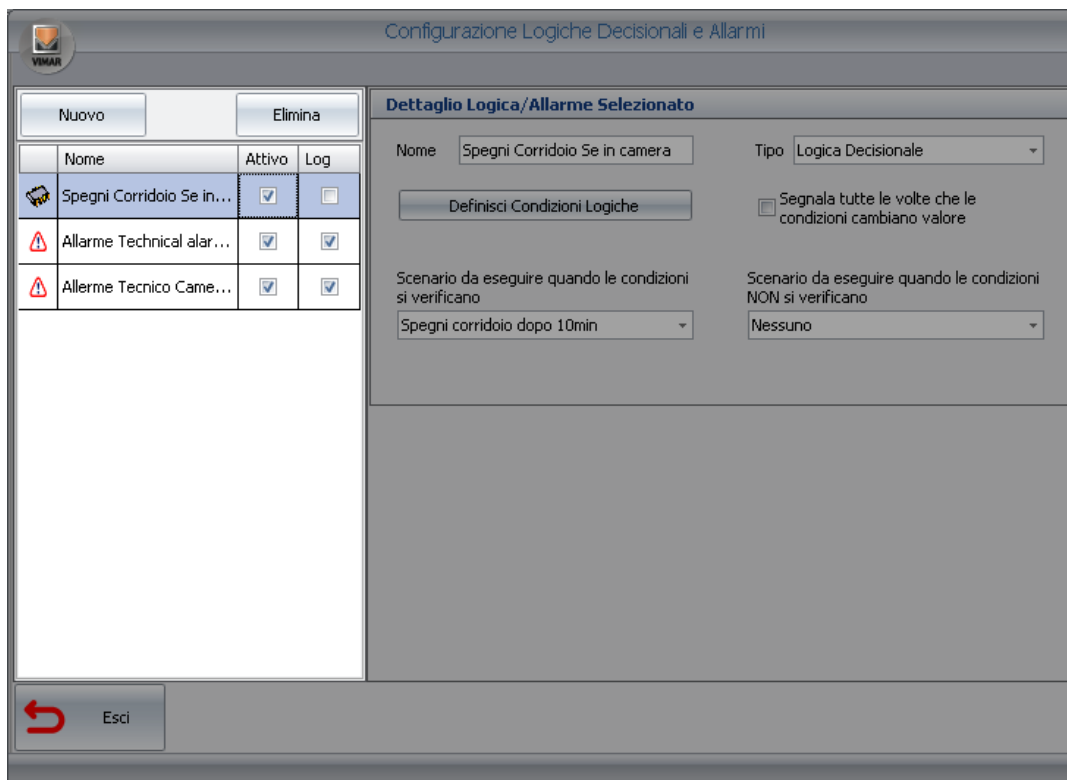 Configurazione Logiche Decisionali e Allarmi
VIMAR
Nuovo
Elimina
Nome
Attivo
Log
Spegni Corridoio Se in...
Allarme Technical alar...
Allerme Tecnico Came...
Dettaglio Logica/Allarme Selezionato
Nome
Spegni Corridoio Se in camera
Tipo
Logica Decisionale
Definisci Condizioni Logiche
Segnala tutte le volte che le
condizioni cambiano valore
Scenario da eseguire quando le condizioni
si verificano
Spegni corridoio dopo 10min
Scenario da eseguire quando le condizioni
NON si verificano
Nessuno
Esci